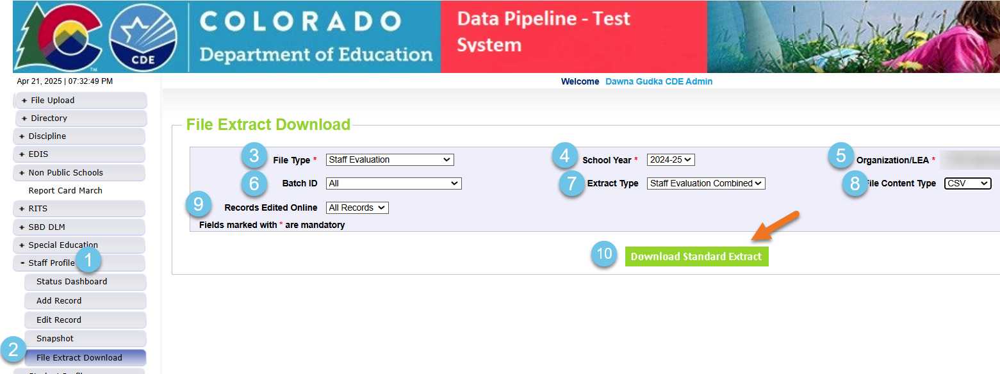 COLORADO
Department of Education
CDE
TM
Data Pipeline - Test
System
Apr 21, 2025 | 07:32:49 PM
Welcome Dawna Gudka CDE Admin
+ File Upload
+ Directory
+ Discipline
+ EDIS
+ Non Public Schools
Report Card March
+ RITS
+ SBD DLM
+ Special Education
- Staff Profile 1
Status Dashboard
Add Record
Edit Record
Snapshot
2 File Extract Download
File Extract Download
3 File Type * Staff Evaluation 4 School Year * 2024-25 5 Organization/LEA *
6 Batch ID All 7 Extract Type Staff Evaluation Combined 8 File Content Type CSV
9 Records Edited Online All Records
Fields marked with * are mandatory
10 Download Standard Extract